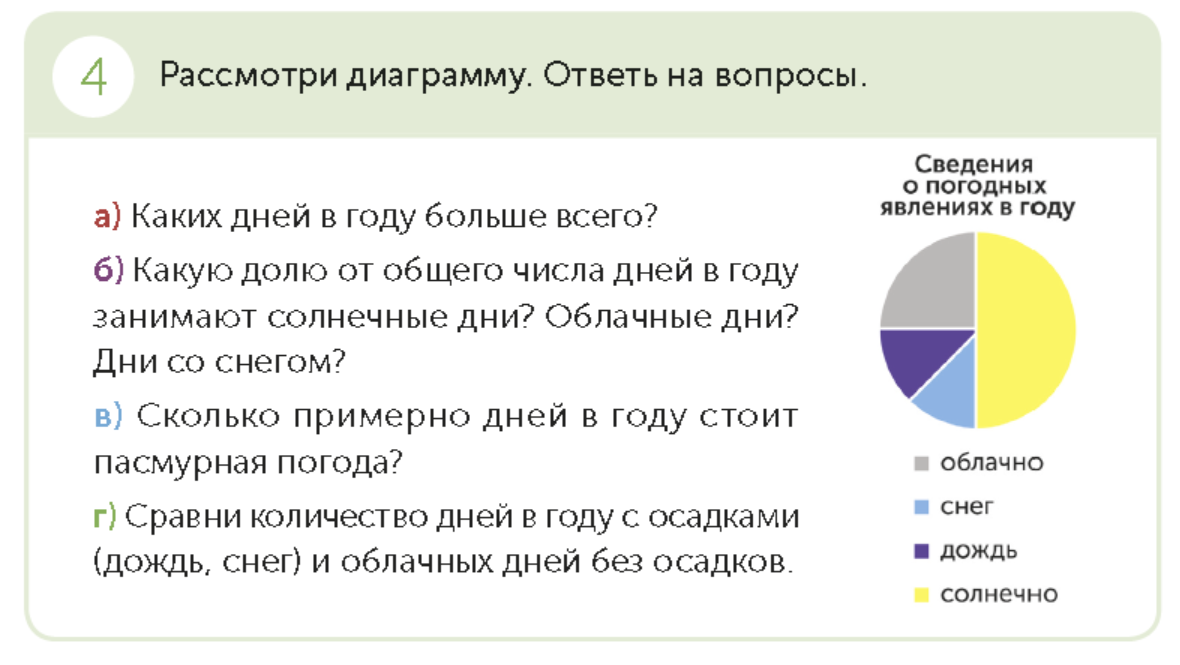 4 Рассмотри диаграмму. Ответь на вопросы.
а) Каких дней в году больше всего?
б) Какую долю от общего числа дней в году
занимают солнечные дни? Облачные дни?
Дни со снегом?
в) Сколько примерно дней в году стоит
пасмурная погода?
г) Сравни количество дней в году с осадками
(дождь, снег) и облачных дней без осадков.
Сведения
о погодных
явлениях в году
облачно
снег
дождь
солнечно